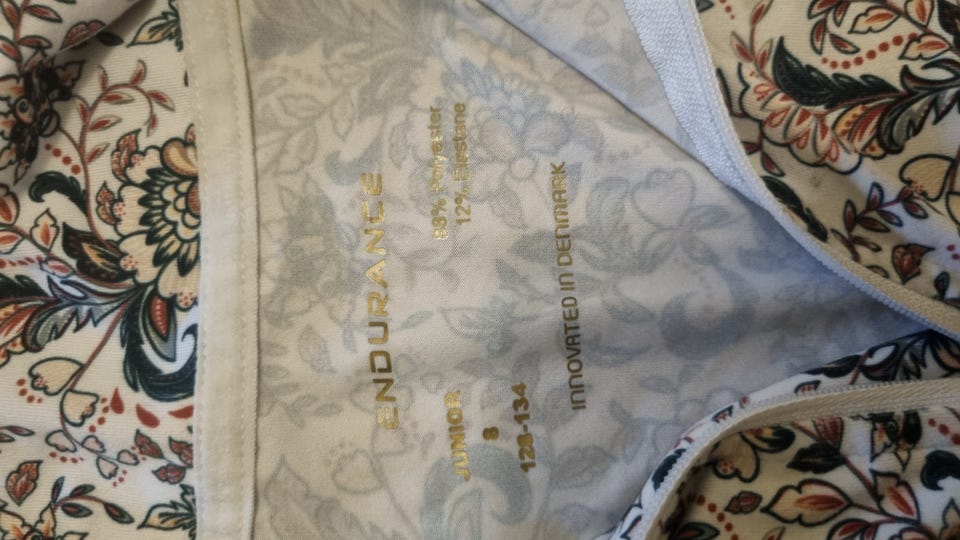 ENDURANCE
JUNIOR
8
128-134
88% Polyester
12% Elastane
INNOVATED IN DENMARK